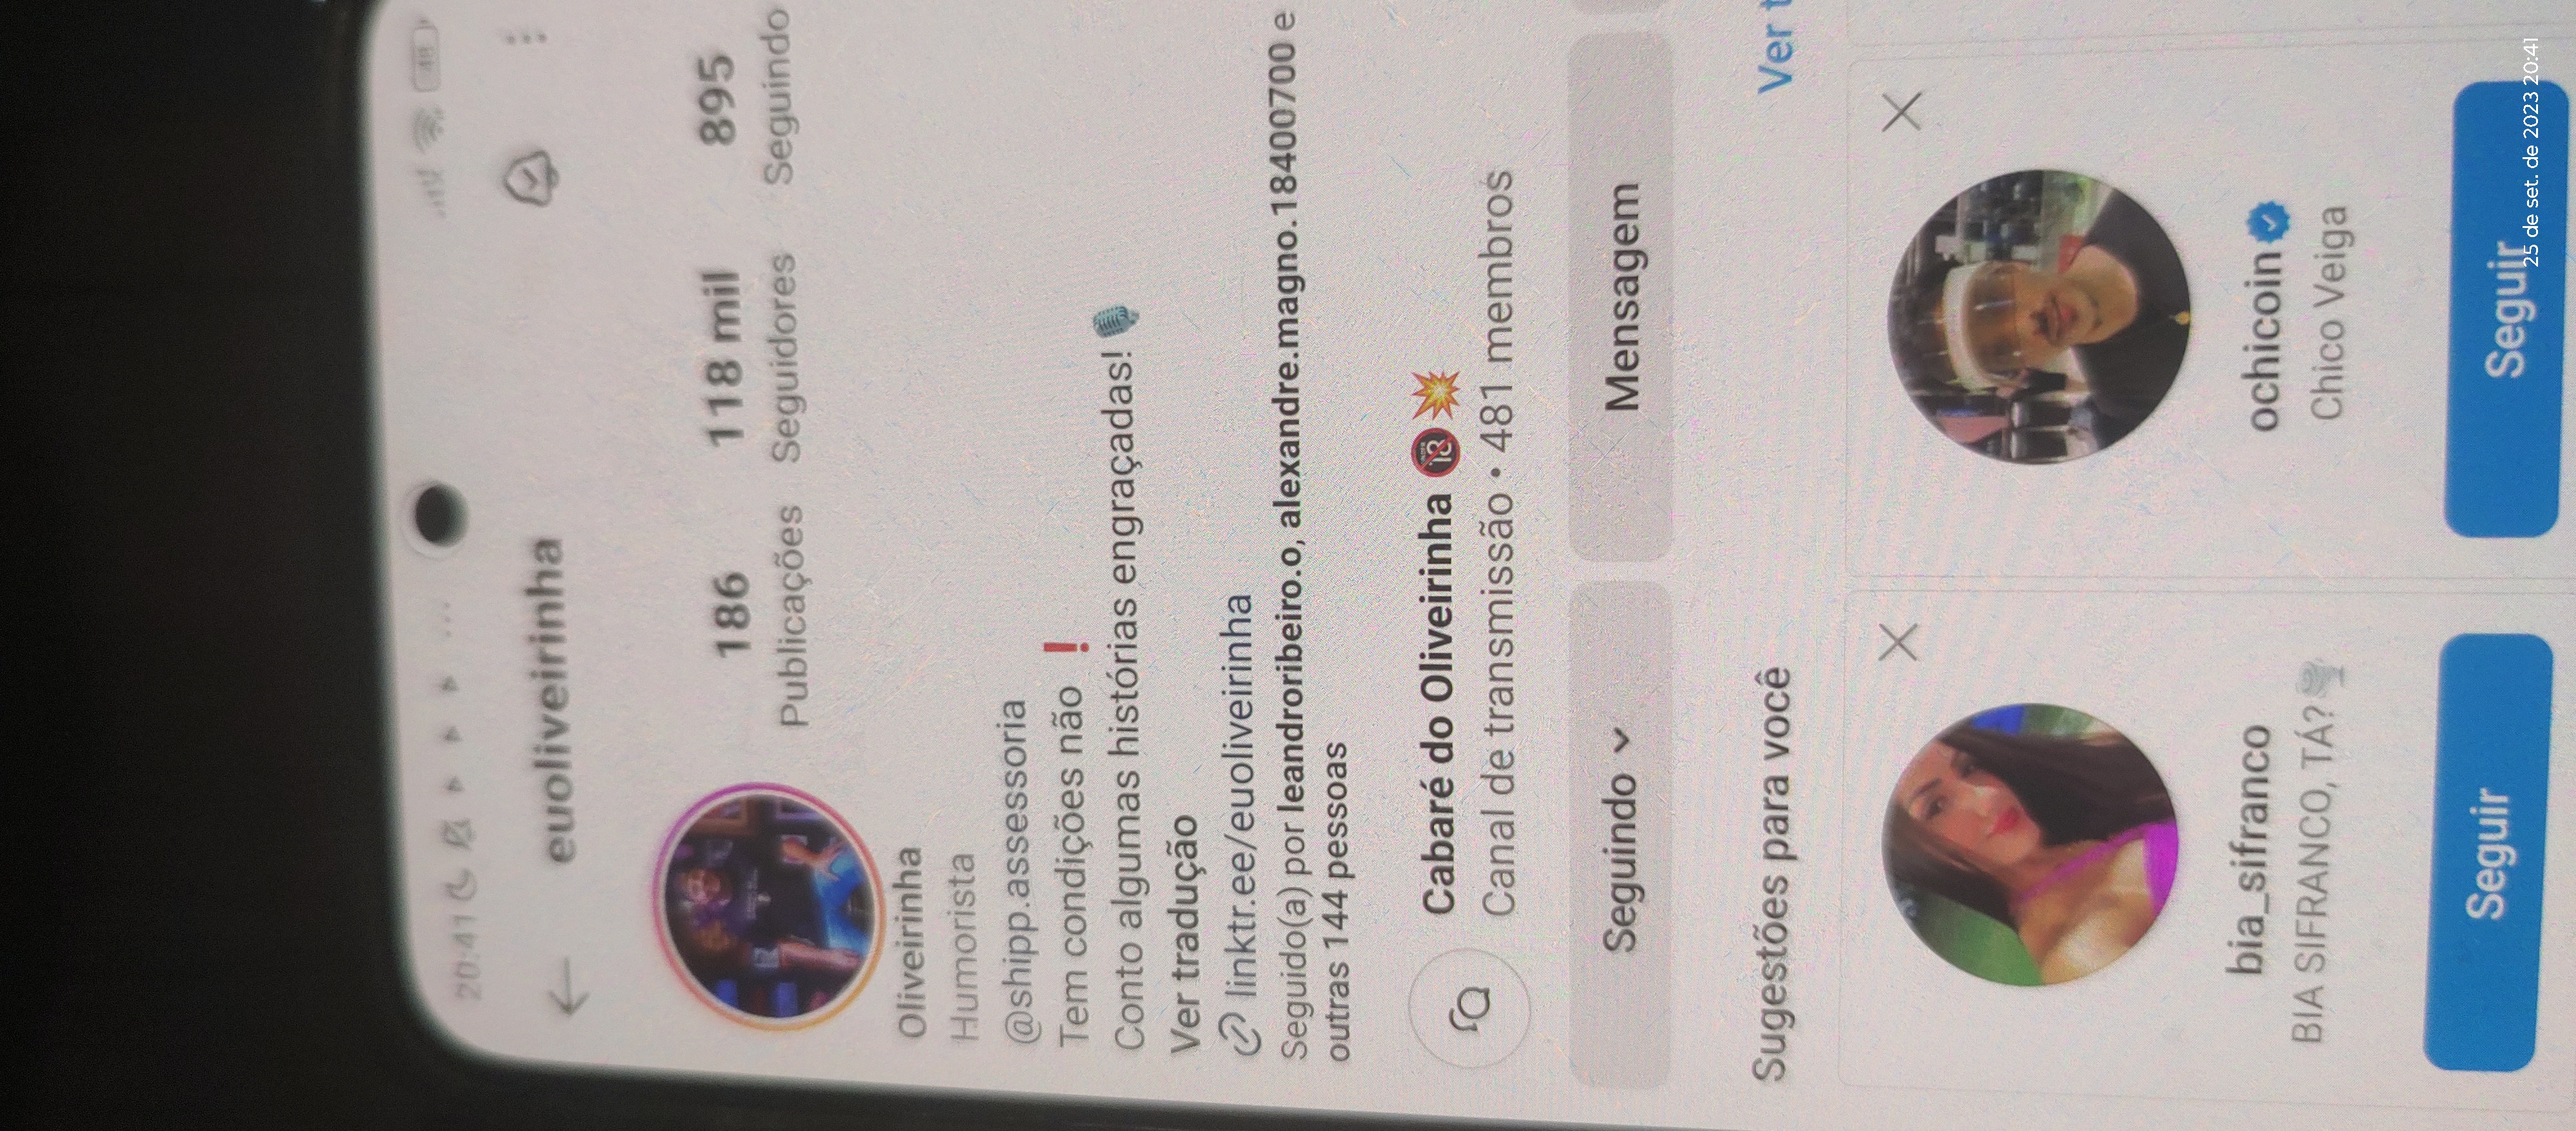 20:41
euoliveirinha
186
Publicações
118 mil
Seguidores
895
Seguindo
Oliveirinha
Humorista
@shipp.assessoria
Tem condições não ❗
Conto algumas histórias engraçadas! 🎙️
Ver tradução
linktr.ee/euoliveirinha
Seguido(a) por leandroribeiro.o, alexandre.magno.18400700 e
outras 144 pessoas
Cabaré do Oliveirinha 🔞💥
Canal de transmissão • 481 membros
Seguindo
Mensagem
Sugestões para você
Ver t
bia_sifranco
BIA SIFRANCO, TÁ?🌪️
Seguir
ochicoin
Chico Veiga
Seguir
25 de set. de 2023 20:41